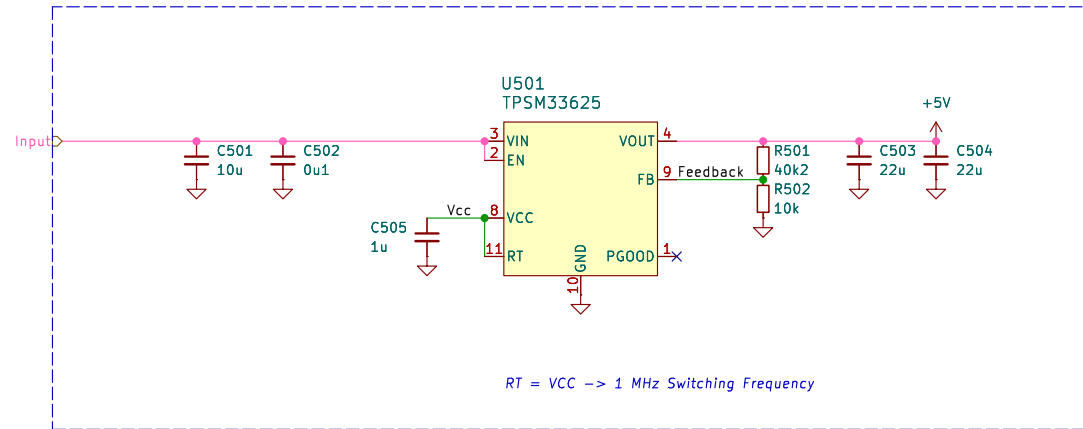 U501
TPSM33625
+5V
Input
C501
10u
C502
0u1
3
VIN
2
EN
VOUT
4
R501
40k2
C503
22u
C504
22u
FB
9
Feedback
R502
10k
Vcc
8
VCC
C505
1u
11
RT
GND
10
PGOOD
1
RT = VCC -> 1 MHz Switching Frequency